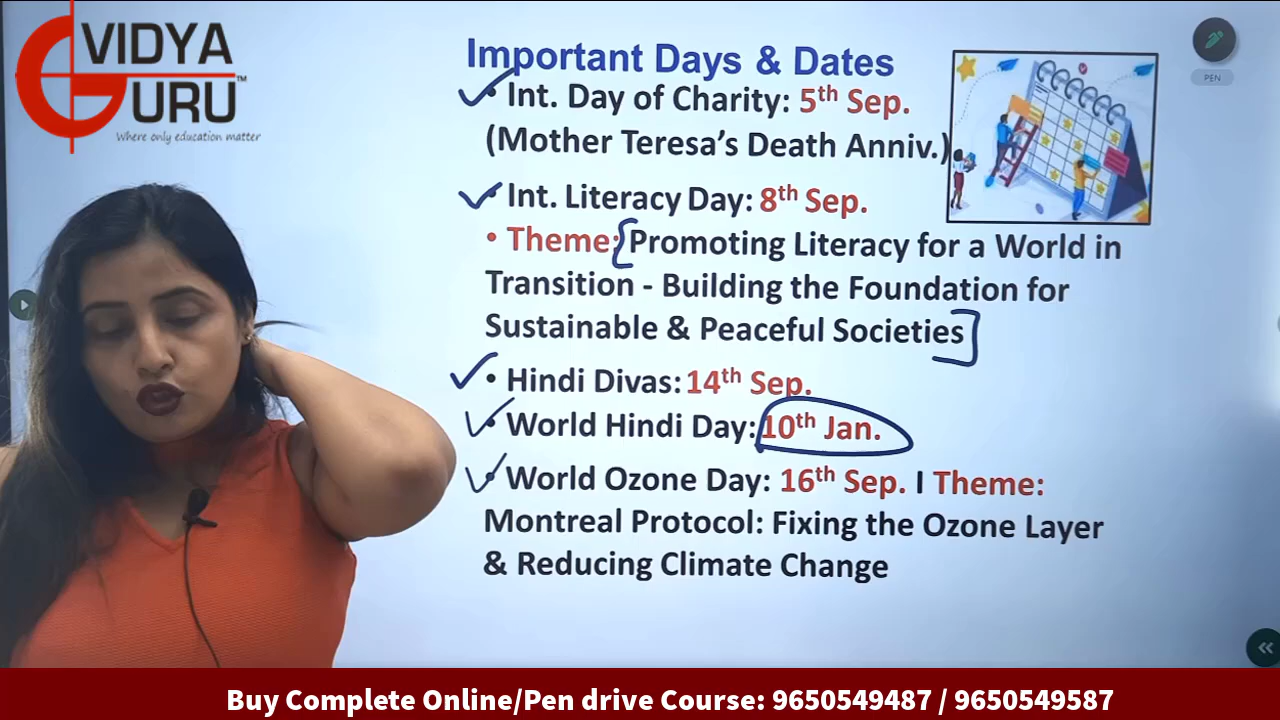 VIDYA
GURU™
Where only education matter
Important Days & Dates
• Int. Day of Charity: 5th Sep.
(Mother Teresa’s Death Anniv.)
• Int. Literacy Day: 8th Sep.
• Theme: Promoting Literacy for a World in
Transition - Building the Foundation for
Sustainable & Peaceful Societies
• Hindi Divas: 14th Sep.
• World Hindi Day: 10th Jan.
• World Ozone Day: 16th Sep. I Theme:
Montreal Protocol: Fixing the Ozone Layer
& Reducing Climate Change
PEN
Buy Complete Online/Pen drive Course: 9650549487 / 9650549587